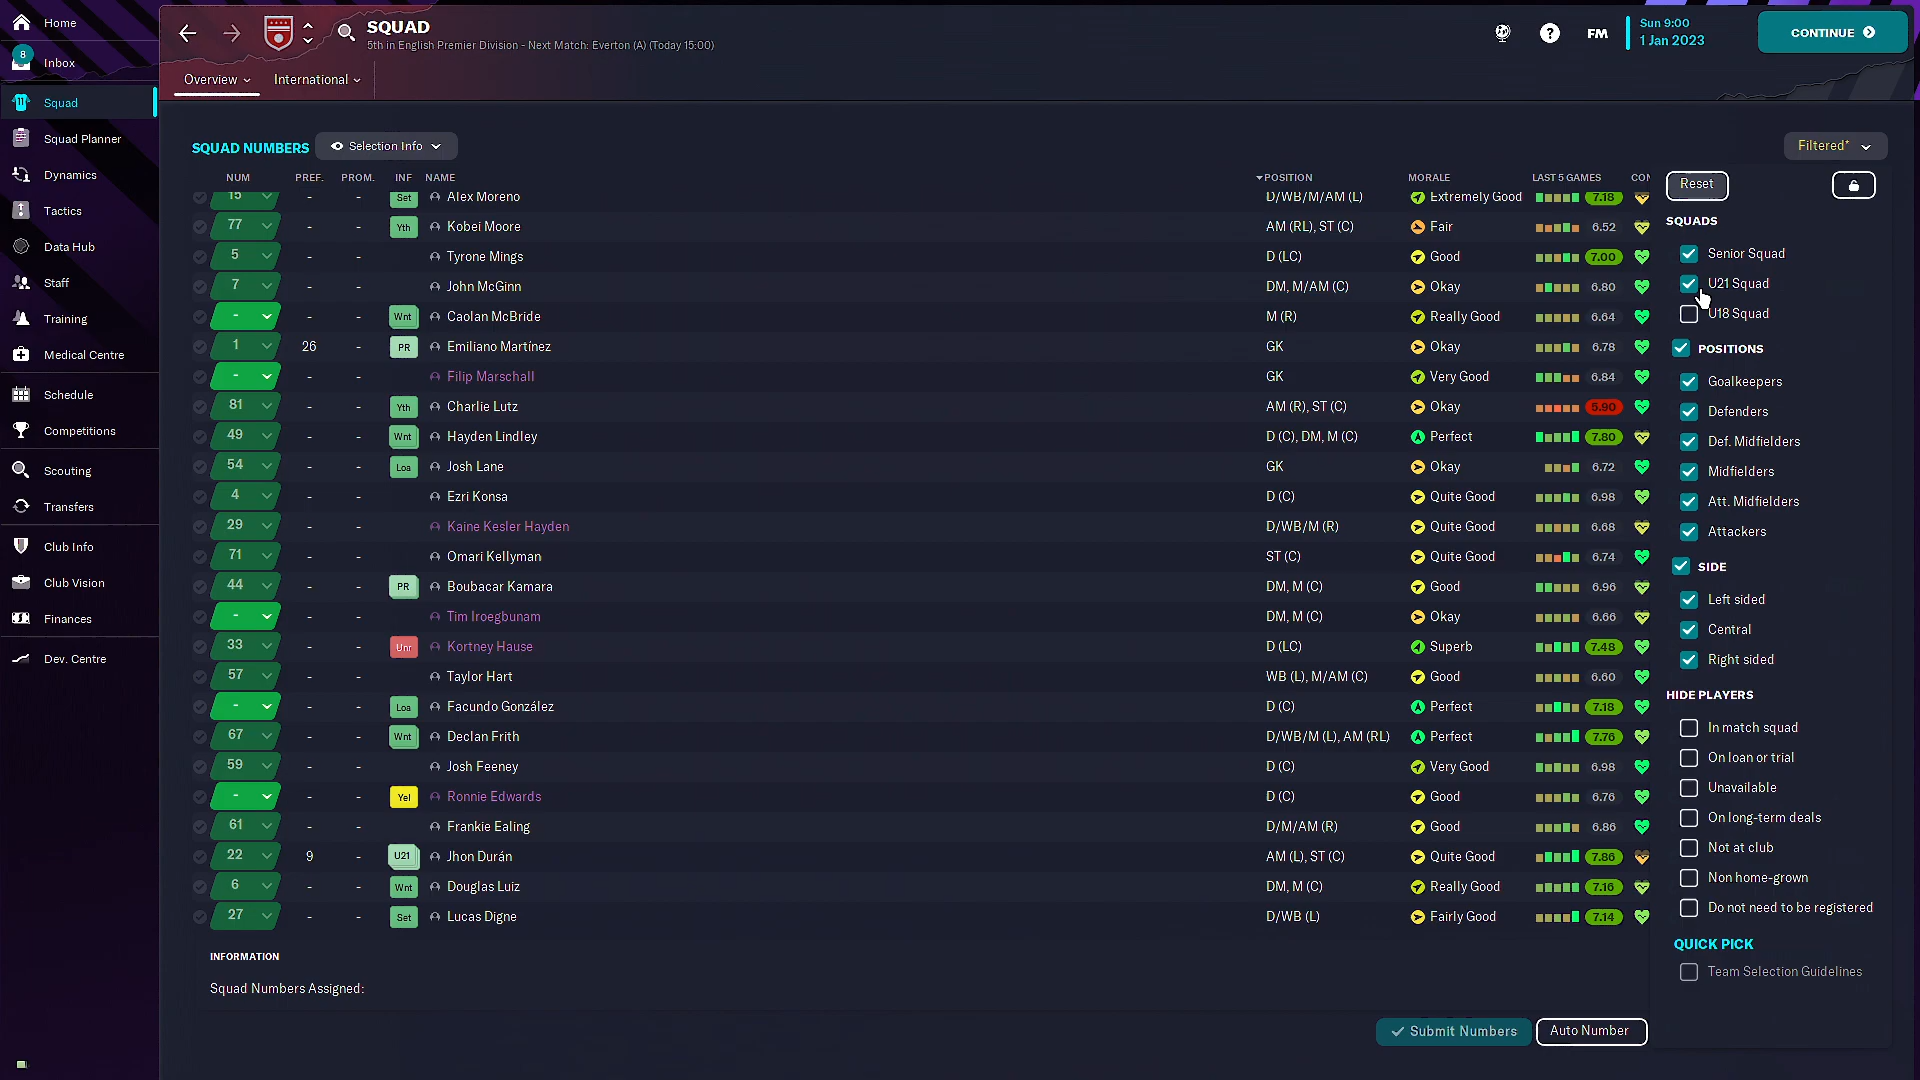 Home
8
Inbox
Squad
Squad Planner
Dynamics
Tactics
Data Hub
Staff
Training
Medical Centre
Schedule
Competitions
Scouting
Transfers
Club Info
Club Vision
Finances
Dev. Centre
SQUAD
5th in English Premier Division - Next Match: Everton (A) (Today 15:00)
FM
Sun 9:00
1 Jan 2023
CONTINUE
Overview
International
SQUAD NUMBERS
Selection Info
Filtered*
NUM PREF. PROM. INF NAME POSITION MORALE LAST 5 GAMES CON
15 - - Set Alex Moreno D/WB/M/AM (L) Extremely Good 7.18
77 - - Yth Kobei Moore AM (RL), ST (C) Fair 6.52
5 - - Tyrone Mings D (LC) Good 7.00
7 - - John McGinn DM, M/AM (C) Okay 6.80
- - - Wnt Caolan McBride M (R) Really Good 6.64
1 26 - PR Emiliano Martínez GK Okay 6.78
- - - Filip Marschall GK Very Good 6.84
81 - - Yth Charlie Lutz AM (R), ST (C) Okay 5.90
49 - - Wnt Hayden Lindley D (C), DM, M (C) Perfect 7.80
54 - - Loa Josh Lane GK Okay 6.72
4 - - Ezri Konsa D (C) Quite Good 6.98
29 - - Kaine Kesler Hayden D/WB/M (R) Quite Good 6.68
71 - - Omari Kellyman ST (C) Quite Good 6.74
44 - - PR Boubacar Kamara DM, M (C) Good 6.96
- - - Tim Iroegbunam DM, M (C) Okay 6.66
33 - - Unr Kortney Hause D (LC) Superb 7.48
57 - - Taylor Hart WB (L), M/AM (C) Good 6.60
- - - Loa Facundo González D (C) Perfect 7.18
67 - - Wnt Declan Frith D/WB/M (L), AM (RL) Perfect 7.76
59 - - Josh Feeney D (C) Very Good 6.98
- - - Yel Ronnie Edwards D (C) Good 6.76
61 - - Frankie Ealing D/M/AM (R) Good 6.86
22 9 - U21 Jhon Durán AM (L), ST (C) Quite Good 7.86
6 - - Wnt Douglas Luiz DM, M (C) Really Good 7.16
27 - - Set Lucas Digne D/WB (L) Fairly Good 7.14
INFORMATION
Squad Numbers Assigned:
Submit Numbers
Auto Number
Reset
SQUADS
Senior Squad
U21 Squad
U18 Squad
POSITIONS
Goalkeepers
Defenders
Def. Midfielders
Midfielders
Att. Midfielders
Attackers
SIDE
Left sided
Central
Right sided
HIDE PLAYERS
In match squad
On loan or trial
Unavailable
On long-term deals
Not at club
Non home-grown
Do not need to be registered
QUICK PICK
Team Selection Guidelines